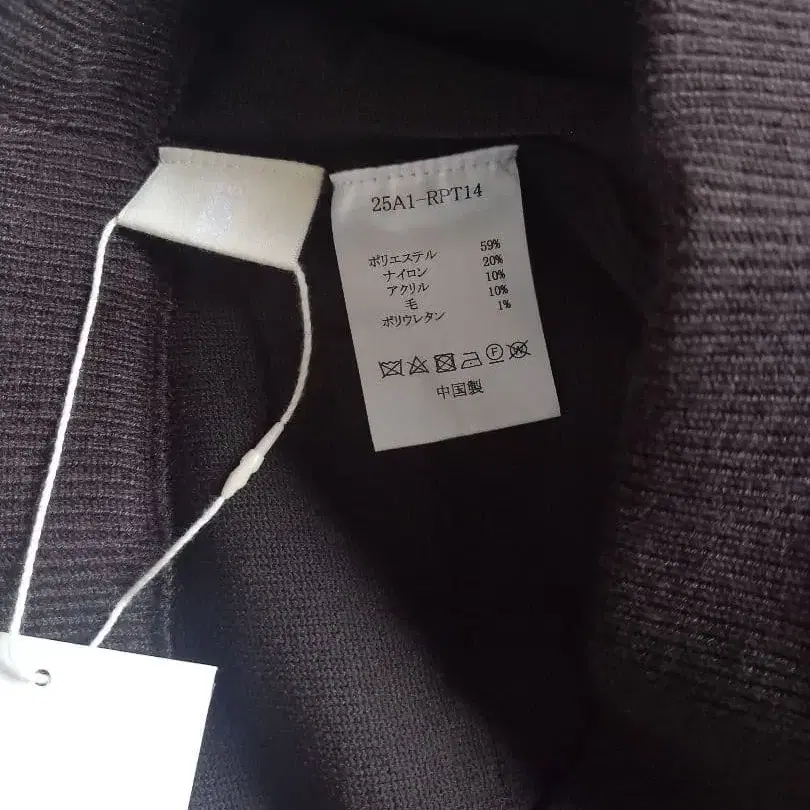 25A1-RPT14
ポリエステル 59%
ナイロン 20%
アクリル 10%
毛 10%
ポリウレタン 1%
中国製